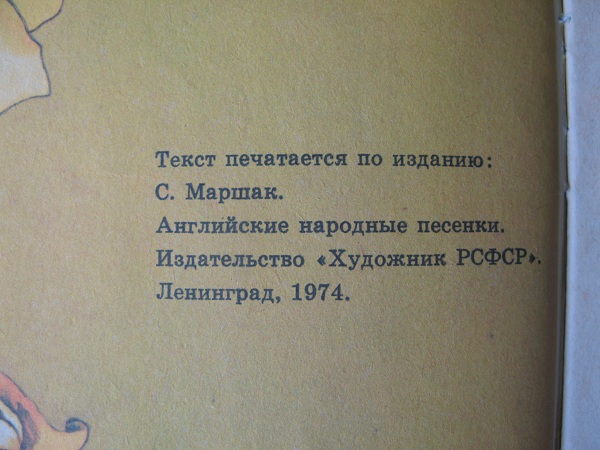 Текст печатается по изданию:
С. Маршак.
Английские народные песенки.
Издательство «Художник РСФСР».
Ленинград, 1974.